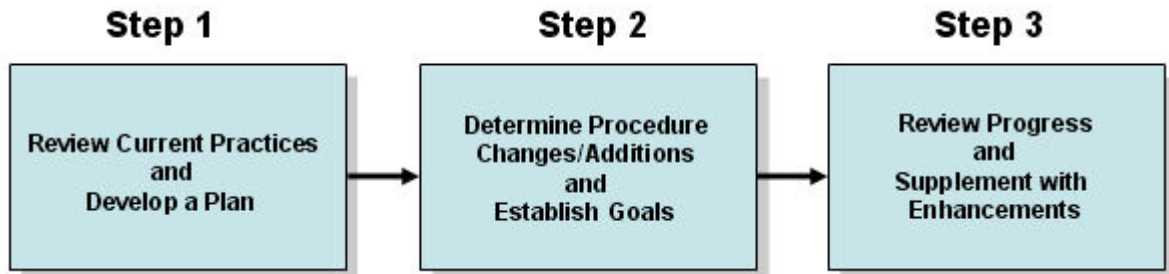 Step 1
Review Current Practices
and
Develop a Plan
Step 2
Determine Procedure
Changes/Additions
and
Establish Goals
Step 3
Review Progress
and
Supplement with
Enhancements